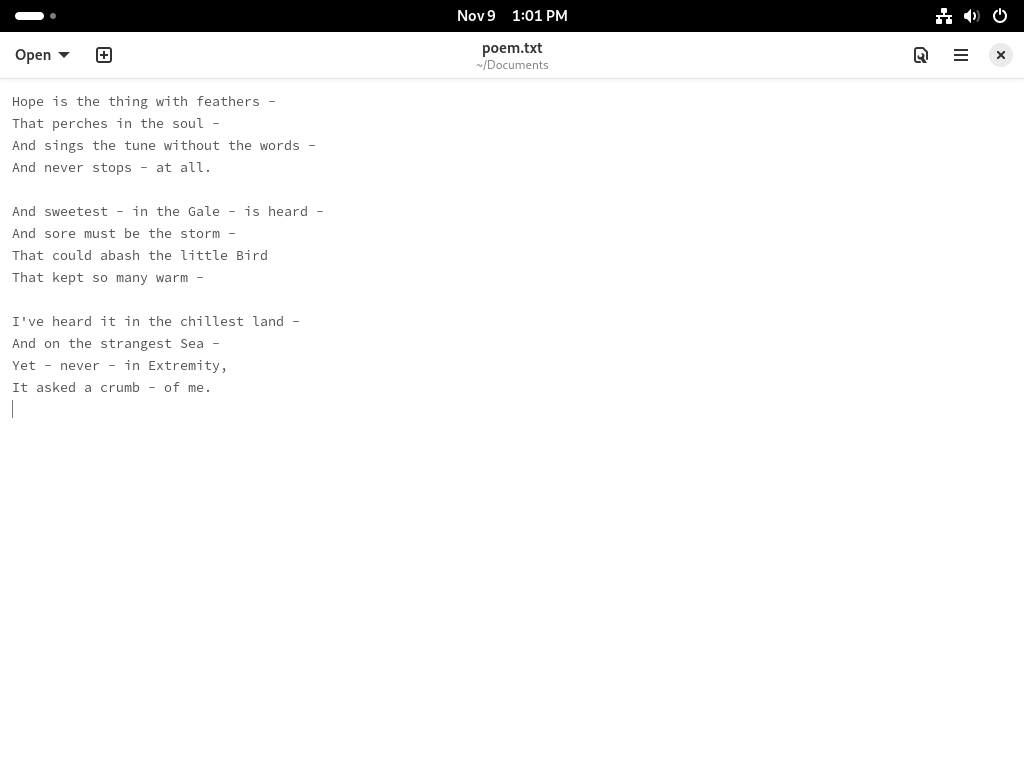 Nov 9 1:01 PM
Open
poem.txt
~/Documents
Hope is the thing with feathers -
That perches in the soul -
And sings the tune without the words -
And never stops - at all.

And sweetest - in the Gale - is heard -
And sore must be the storm -
That could abash the little Bird
That kept so many warm -

I've heard it in the chillest land -
And on the strangest Sea -
Yet - never - in Extremity,
It asked a crumb - of me.